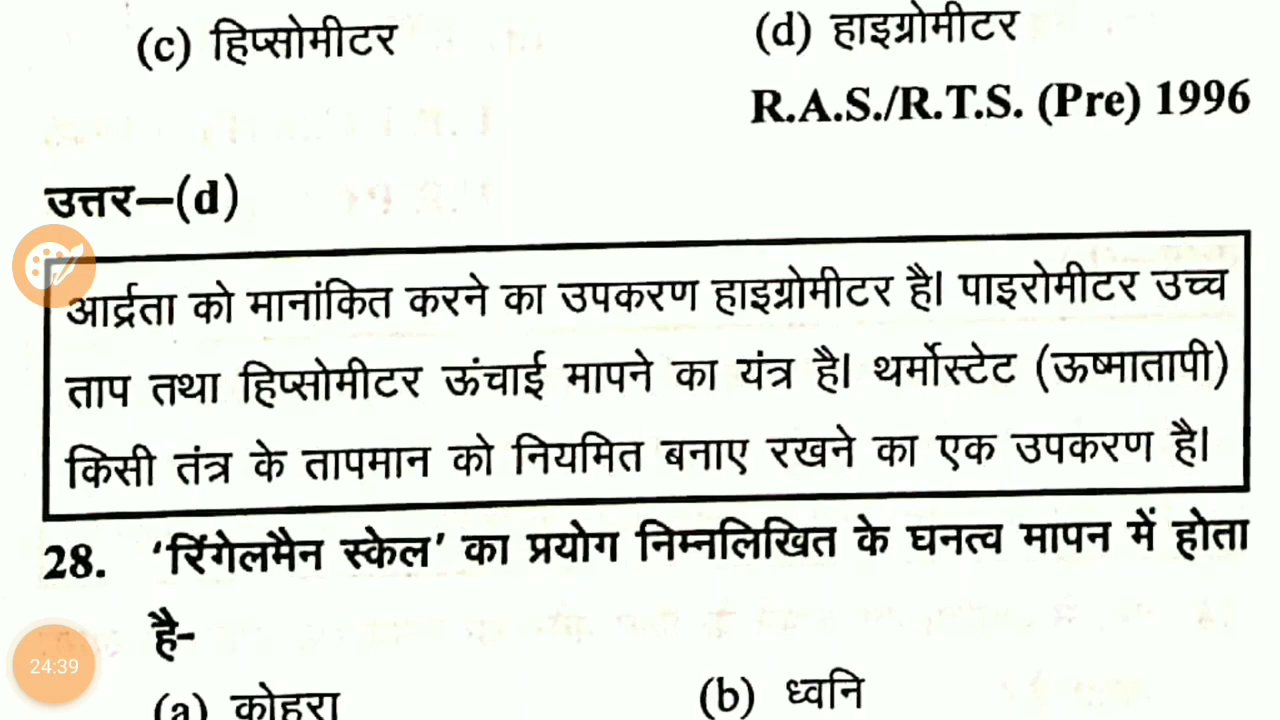 (c) हिप्सोमीटर (d) हाइग्रोमीटर
R.A.S./R.T.S. (Pre) 1996
उत्तर–(d)
आर्द्रता को मानांकित करने का उपकरण हाइग्रोमीटर है। पाइरोमीटर उच्च
ताप तथा हिप्सोमीटर ऊंचाई मापने का यंत्र है। थर्मोस्टेट (ऊष्मातापी)
किसी तंत्र के तापमान को नियमित बनाए रखने का एक उपकरण है।
28. ‘रिंगेलमैन स्केल’ का प्रयोग निम्नलिखित के घनत्व मापन में होता
है-
24:39
(a) कोहरा (b) ध्वनि